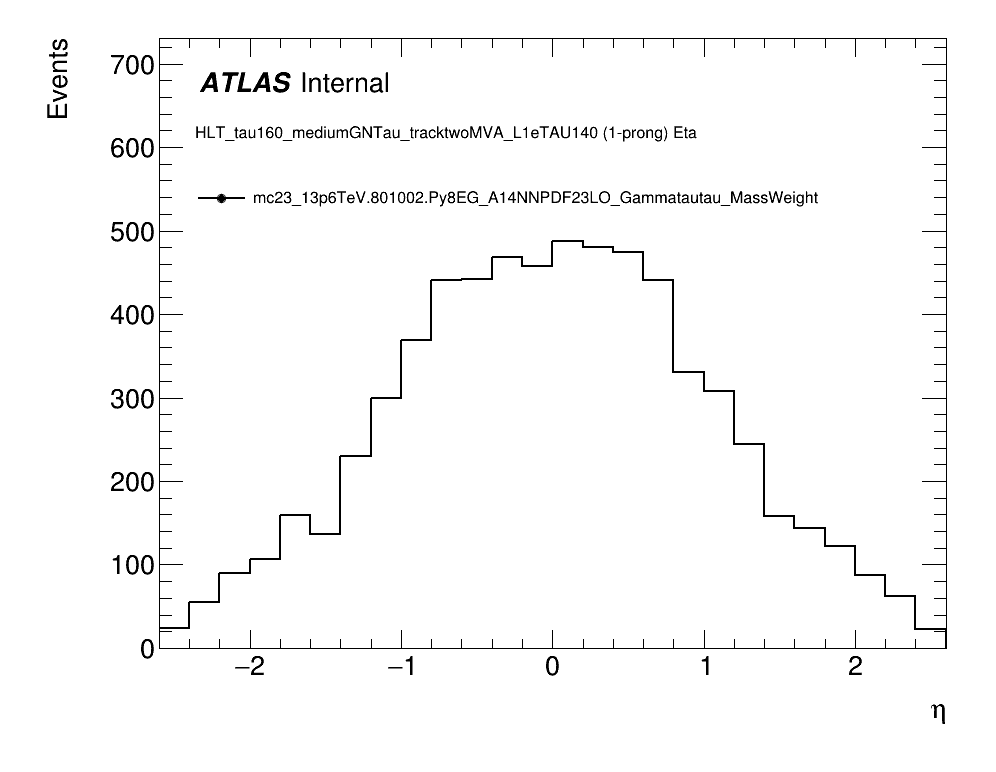 Events
700
600
500
400
300
200
100
0
ATLAS Internal
HLT_tau160_mediumGNTau_tracktwoMVA_L1eTAU140 (1-prong) Eta
mc23_13p6TeV.801002.Py8EG_A14NNPDF23LO_Gammatautau_MassWeight
−2 −1 0 1 2
η